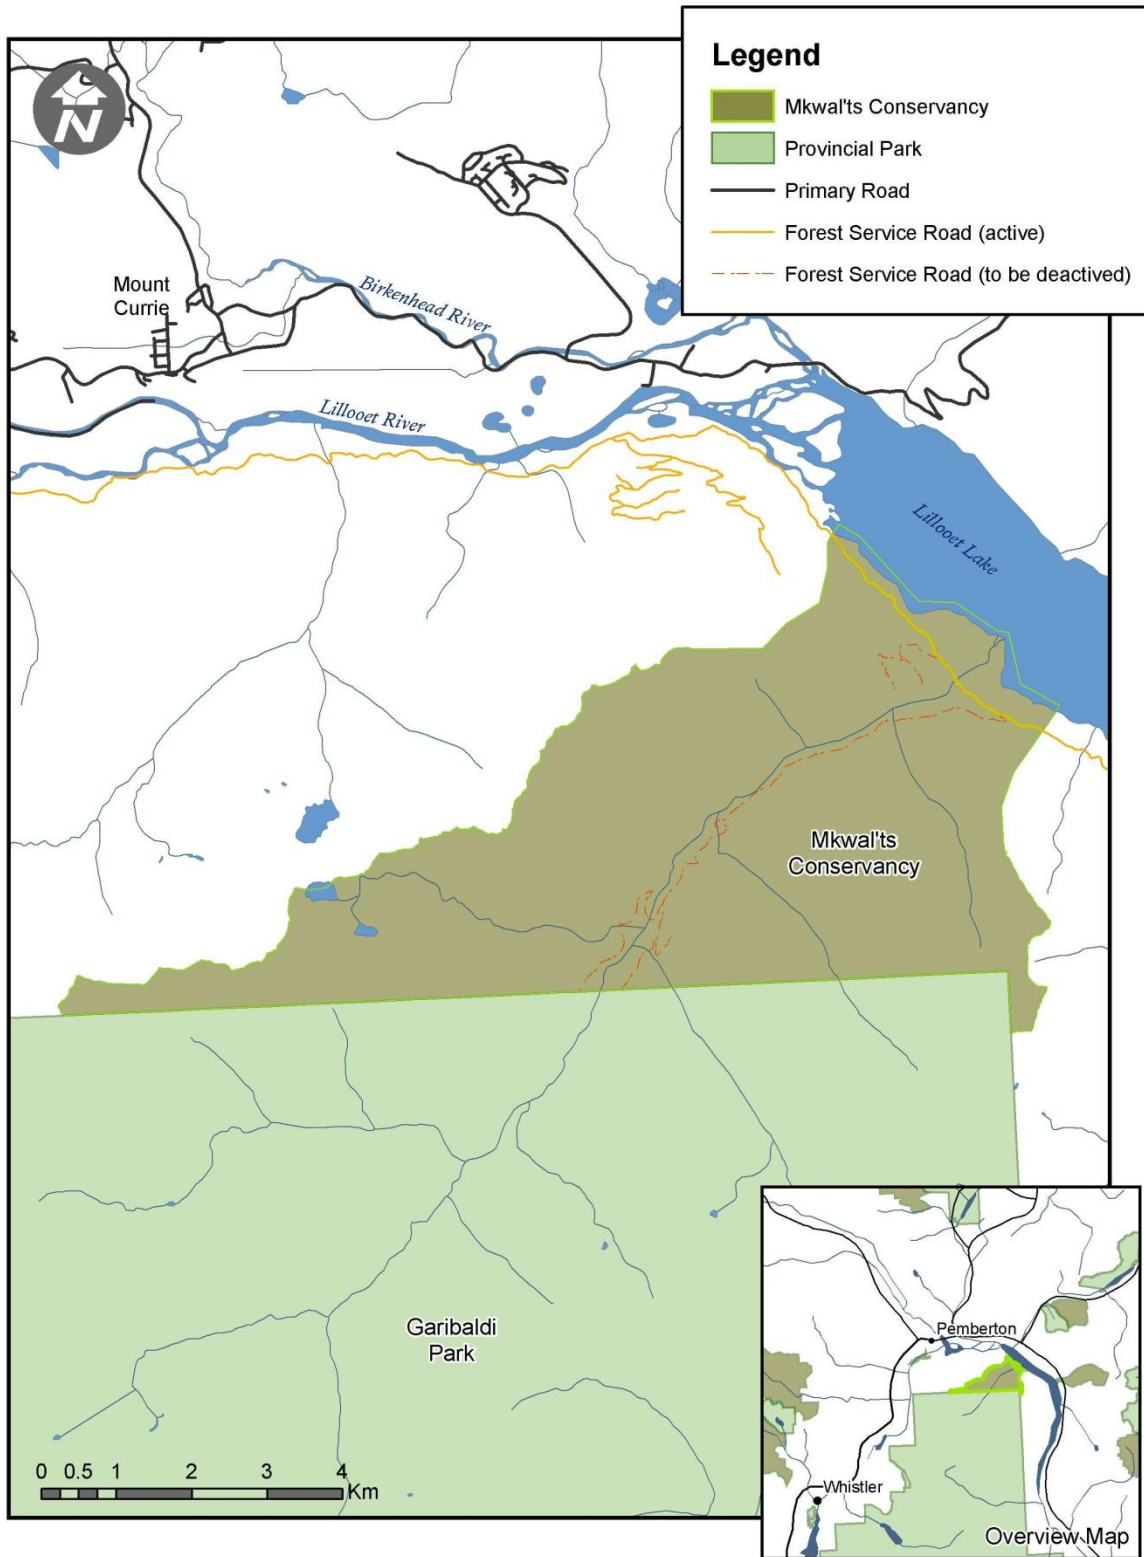 Legend
Mkwal'ts Conservancy
Provincial Park
Primary Road
Forest Service Road (active)
Forest Service Road (to be deactived)
N
Mount
Currie
Birkenhead River
Lillooet River
Lillooet Lake
Mkwal'ts
Conservancy
Garibaldi
Park
0 0.5 1 2 3 4
Km
Pemberton
Whistler
Overview Map